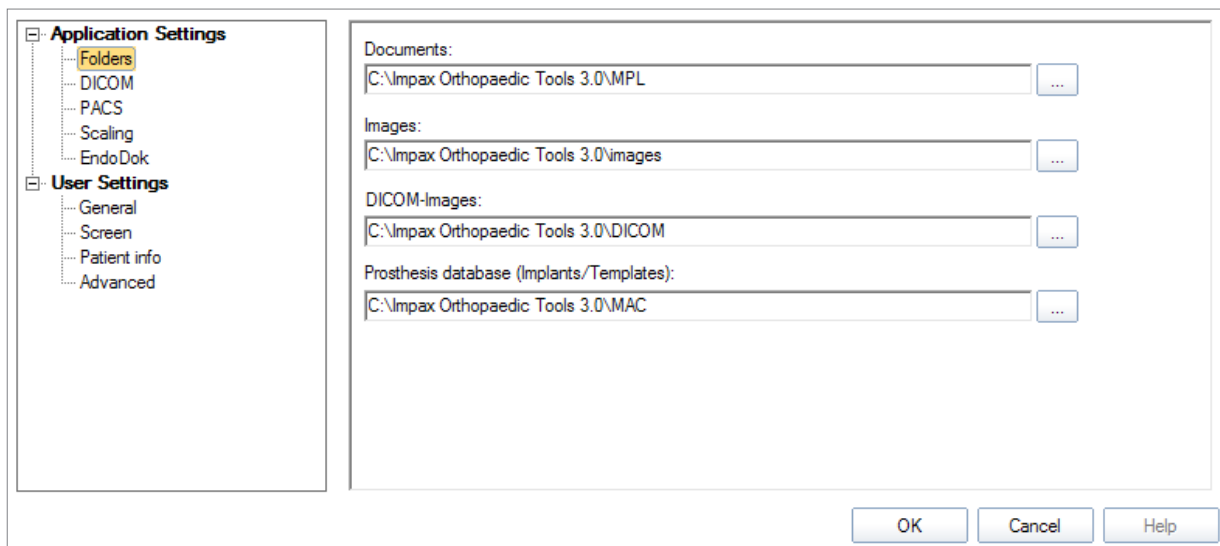 Application Settings
Folders
DICOM
PACS
Scaling
EndoDok
User Settings
General
Screen
Patient info
Advanced
Documents:
C:\Impax Orthopaedic Tools 3.0\MPL
...
Images:
C:\Impax Orthopaedic Tools 3.0\images
...
DICOM-Images:
C:\Impax Orthopaedic Tools 3.0\DICOM
...
Prosthesis database (Implants/Templates):
C:\Impax Orthopaedic Tools 3.0\MAC
...
OK
Cancel
Help